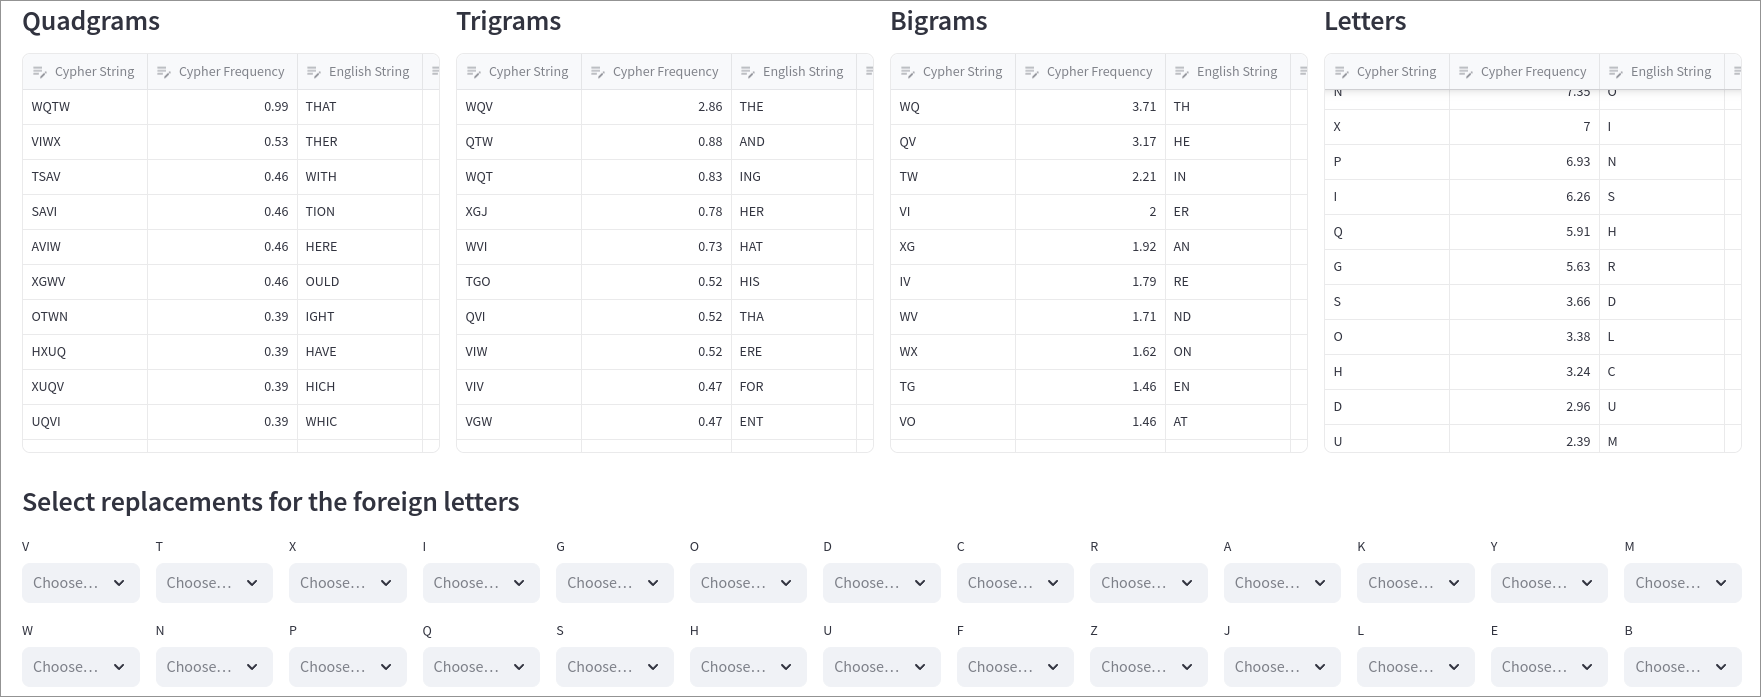 Quadgrams Trigrams Bigrams Letters
Cypher String Cypher Frequency English String Cypher String Cypher Frequency English String Cypher String Cypher Frequency English String Cypher String Cypher Frequency English String
N 7.35 O
WQTW 0.99 THAT WQV 2.86 THE WQ 3.71 TH
X 7 I
VIWX 0.53 THER QTW 0.88 AND QV 3.17 HE
P 6.93 N
TSAV 0.46 WITH WQT 0.83 ING TW 2.21 IN
I 6.26 S
SAVI 0.46 TION XGJ 0.78 HER VI 2 ER
Q 5.91 H
AVIW 0.46 HERE WVI 0.73 HAT XG 1.92 AN
G 5.63 R
XGWV 0.46 OULD TGO 0.52 HIS IV 1.79 RE
S 3.66 D
OTWN 0.39 IGHT QVI 0.52 THA WV 1.71 ND
O 3.38 L
HXUQ 0.39 HAVE VIW 0.52 ERE WX 1.62 ON
H 3.24 C
XUQV 0.39 HICH VIV 0.47 FOR TG 1.46 EN
D 2.96 U
UQVI 0.39 WHIC VGW 0.47 ENT VO 1.46 AT
U 2.39 M
Select replacements for the foreign letters
V T X I G O D C R A K Y M
Choose... Choose... Choose... Choose... Choose... Choose... Choose... Choose... Choose... Choose... Choose... Choose... Choose...
W N P Q S H U F Z J L E B
Choose... Choose... Choose... Choose... Choose... Choose... Choose... Choose... Choose... Choose... Choose... Choose... Choose...